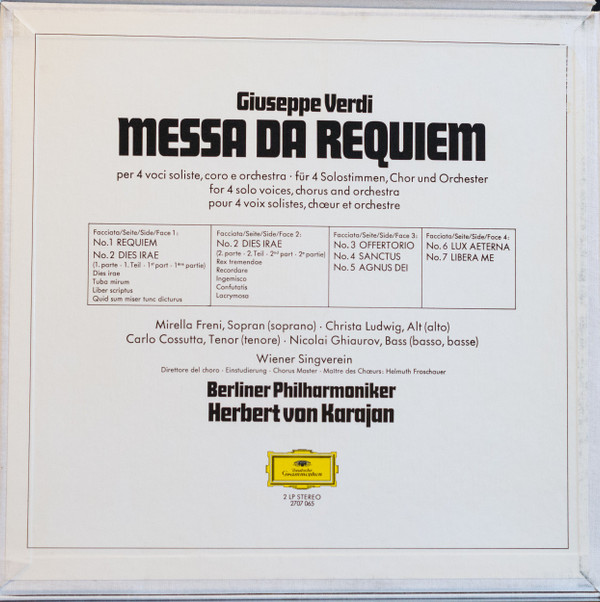 Giuseppe Verdi
MESSA DA REQUIEM
per 4 voci soliste, coro e orchestra · für 4 Solostimmen, Chor und Orchester
for 4 solo voices, chorus and orchestra
pour 4 voix solistes, chœur et orchestre
Facciata/Seite/Side/Face 1:
No.1 REQUIEM
No.2 DIES IRAE
(1. parte · 1. Teil · 1st part · 1ère partie)
Dies irae
Tuba mirum
Liber scriptus
Quid sum miser tunc dicturus
Facciata/Seite/Side/Face 2:
No.2 DIES IRAE
(2. parte · 2. Teil · 2nd part · 2e partie)
Rex tremendae
Recordare
Ingemisco
Confutatis
Lacrymosa
Facciata/Seite/Side/Face 3:
No.3 OFFERTORIO
No.4 SANCTUS
No.5 AGNUS DEI
Facciata/Seite/Side/Face 4:
No.6 LUX AETERNA
No.7 LIBERA ME
Mirella Freni, Sopran (soprano) · Christa Ludwig, Alt (alto)
Carlo Cossutta, Tenor (tenore) · Nicolai Ghiaurov, Bass (basso, basse)
Wiener Singverein
Direttore del choro · Einstudierung · Chorus Master · Maître des Chœurs: Helmuth Froschauer
Berliner Philharmoniker
Herbert von Karajan
Deutsche
Grammophon
2 LP STEREO
2707 065